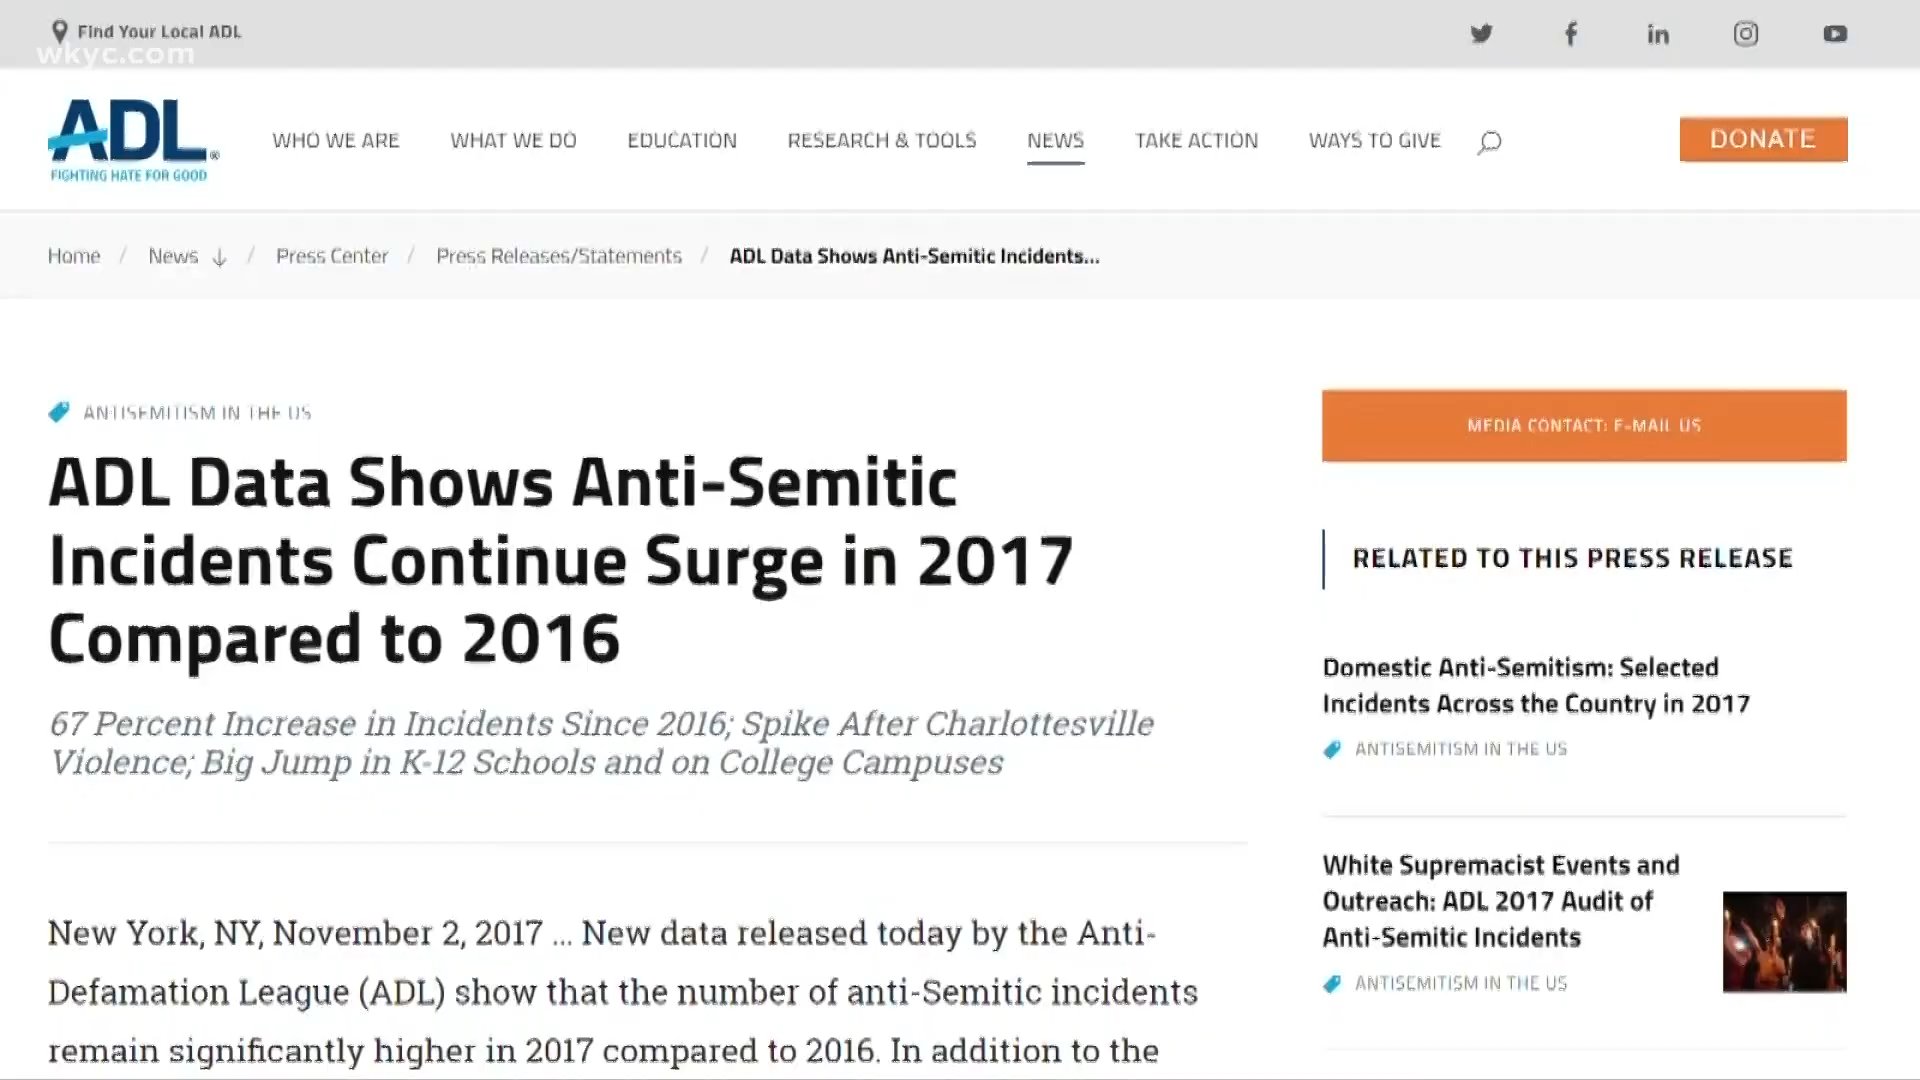 Find Your Local ADL
wkyc.com
ADL®
FIGHTING HATE FOR GOOD
WHO WE ARE
WHAT WE DO
EDUCATION
RESEARCH & TOOLS
NEWS
TAKE ACTION
WAYS TO GIVE
DONATE
Home / News ↓ / Press Center / Press Releases/Statements / ADL Data Shows Anti-Semitic Incidents...
ANTISEMITISM IN THE US
ADL Data Shows Anti-Semitic
Incidents Continue Surge in 2017
Compared to 2016
67 Percent Increase in Incidents Since 2016; Spike After Charlottesville
Violence; Big Jump in K-12 Schools and on College Campuses
New York, NY, November 2, 2017 ... New data released today by the Anti-
Defamation League (ADL) show that the number of anti-Semitic incidents
remain significantly higher in 2017 compared to 2016. In addition to the
MEDIA CONTACT: E-MAIL US
RELATED TO THIS PRESS RELEASE
Domestic Anti-Semitism: Selected
Incidents Across the Country in 2017
ANTISEMITISM IN THE US
White Supremacist Events and
Outreach: ADL 2017 Audit of
Anti-Semitic Incidents
ANTISEMITISM IN THE US